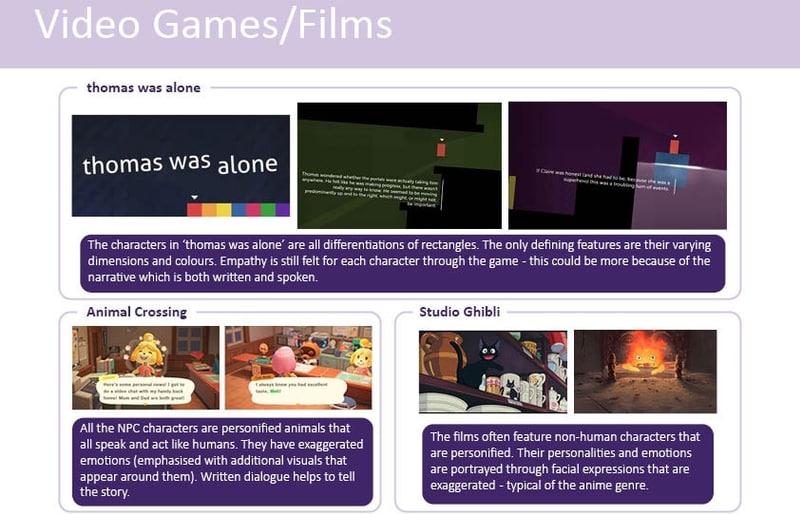 Video Games/Films
thomas was alone
thomas was alone
Thomas wondered whether the portals were actually taking him
anywhere. He felt like he was making progress, but there wasn't
really any way to know. He seemed to be moving
predominantly up and to the right, which might, or might not,
be important.
If Claire was honest (and she had to be, because she was a
superhero) this was a troubling turn of events.
The characters in ‘thomas was alone’ are all differentiations of rectangles. The only defining features are their varying
dimensions and colours. Empathy is still felt for each character through the game - this could be more because of the
narrative which is both written and spoken.
Animal Crossing
Here's some personal news! I got to
do a video chat with my family back
home! Mom and Dad are both great!
I always knew you had excellent
taste, Meli!
All the NPC characters are personified animals that
all speak and act like humans. They have exaggerated
emotions (emphasised with additional visuals that
appear around them). Written dialogue helps to tell
the story.
Studio Ghibli
The films often feature non-human characters that
are personified. Their personalities and emotions
are portrayed through facial expressions that are
exaggerated - typical of the anime genre.